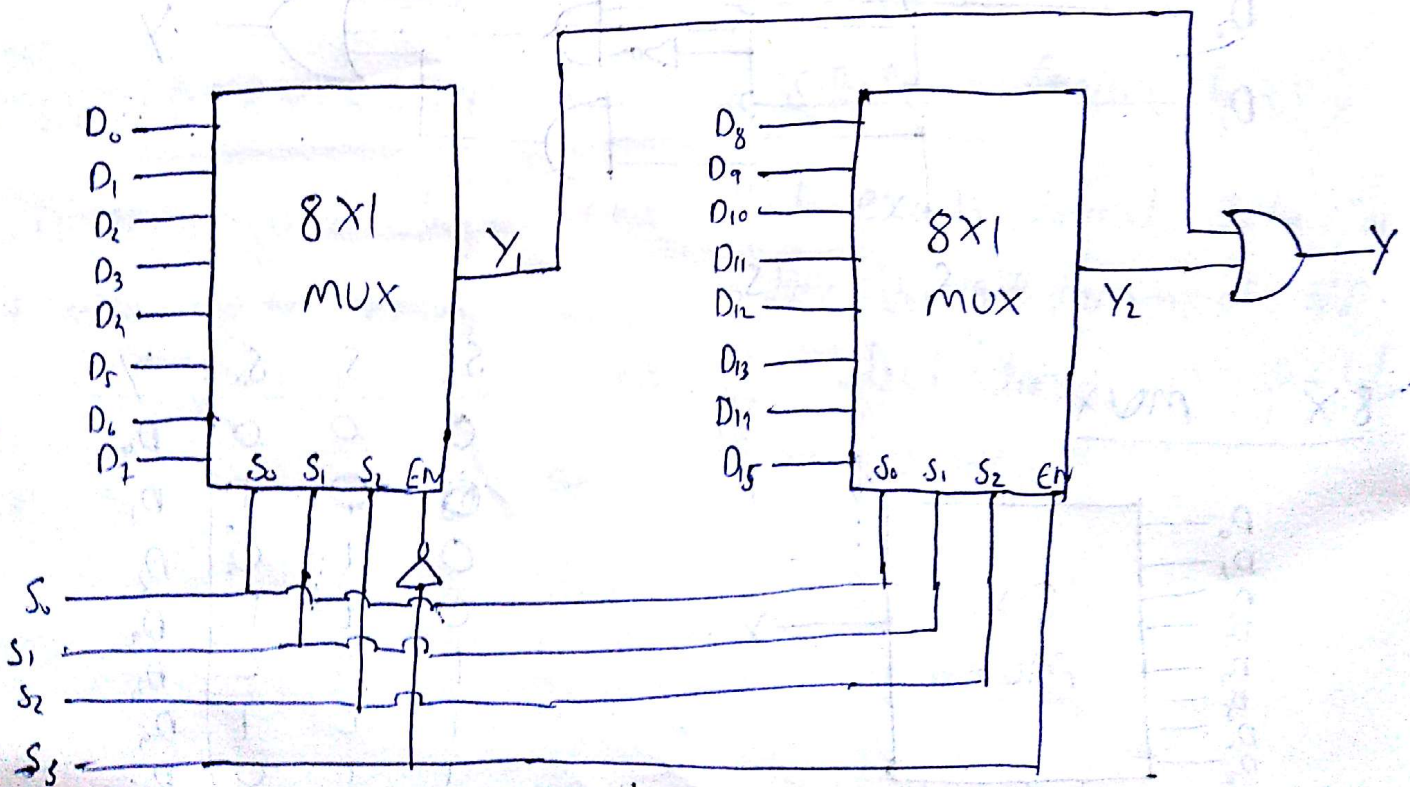 D₀
D₁
D₂
D₃
D₄
D₅
D₆
D₇
8X1
MUX
S₀ S₁ S₂ EN
Y₁
D₈
D₉
D₁₀
D₁₁
D₁₂
D₁₃
D₁₄
D₁₅
8X1
MUX
S₀ S₁ S₂ EN
Y₂
Y
S₀
S₁
S₂
S₃